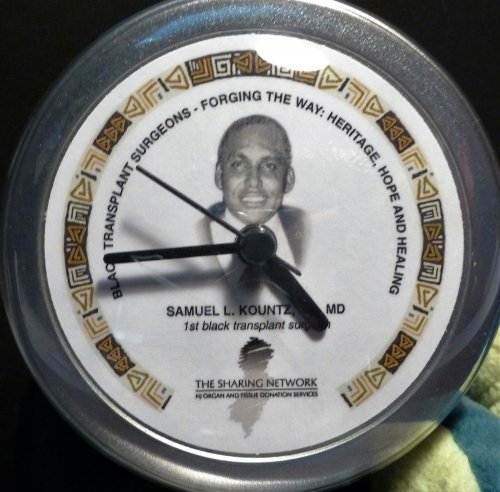 BLACK TRANSPLANT SURGEONS - FORGING THE WAY: HERITAGE, HOPE AND HEALING
SAMUEL L. KOUNTZ, MD
1st black transplant surgeon
THE SHARING NETWORK
NJ ORGAN AND TISSUE DONATION SERVICES